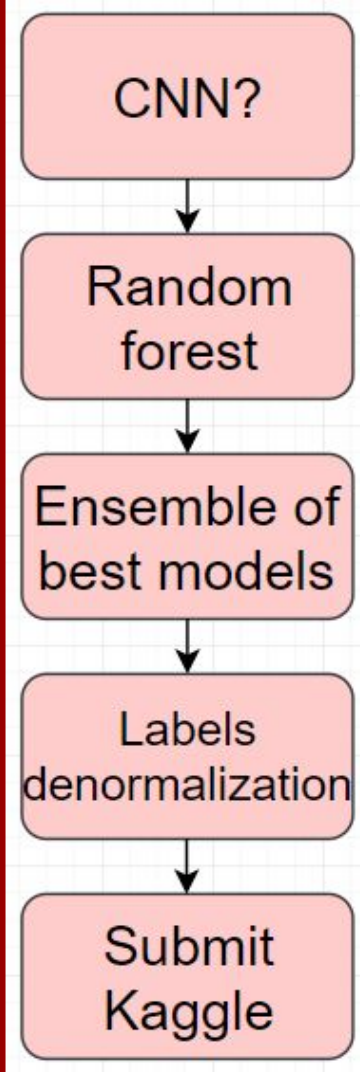 CNN?
Random
forest
Ensemble of
best models
Labels
denormalization
Submit
Kaggle